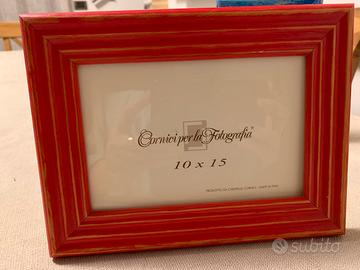 Cornici per la Fotografia®
10 x 15
subito